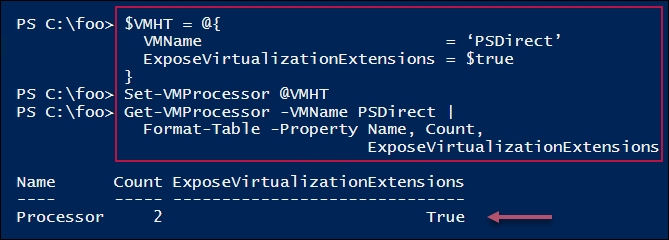 PS C:\foo> $VMHT = @{
VMName = ‘PSDirect’
ExposeVirtualizationExtensions = $true
}
PS C:\foo> Set-VMProcessor @VMHT
PS C:\foo> Get-VMProcessor -VMName PSDirect |
Format-Table -Property Name, Count,
ExposeVirtualizationExtensions
Name Count ExposeVirtualizationExtensions
---- ----- ------------------------------
Processor 2 True